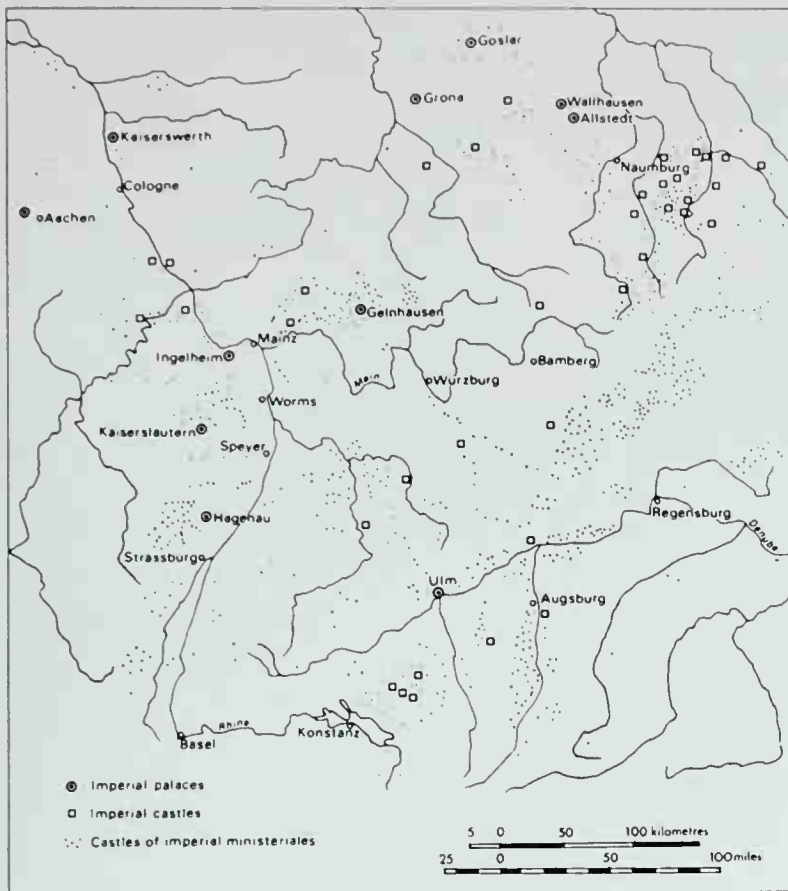 Goslar
Grona
Wallhausen
Allstedt
Kaiserswerth
Naumburg
Cologne
Aachen
Gelnhausen
Mainz
Ingelheim
Bamberg
Main
Wurzburg
Worms
Kaiserslautern
Speyer
Regensburg
Hagenau
Danube
Strassburg
Ulm
Augsburg
Rhine
Basel
Konstanz
Imperial palaces
Imperial castles
Castles of imperial ministeriales
5 0 50 100 kilometres
25 0 50 100 miles